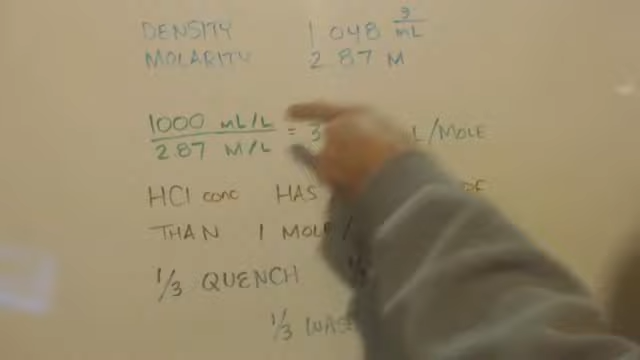 DENSITY 1 048 g/mL
MOLARITY 2 87 M
1000 mL/L
2.87 M/L
= 3 L/MOLE
HCl conc HAS
THAN 1 MOLE /
1/3 QUENCH
1/3